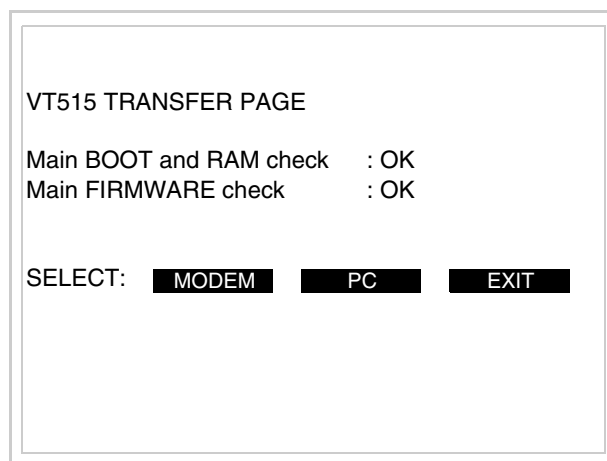 VT515 TRANSFER PAGE
Main BOOT and RAM check : OK
Main FIRMWARE check : OK
SELECT: MODEM PC EXIT